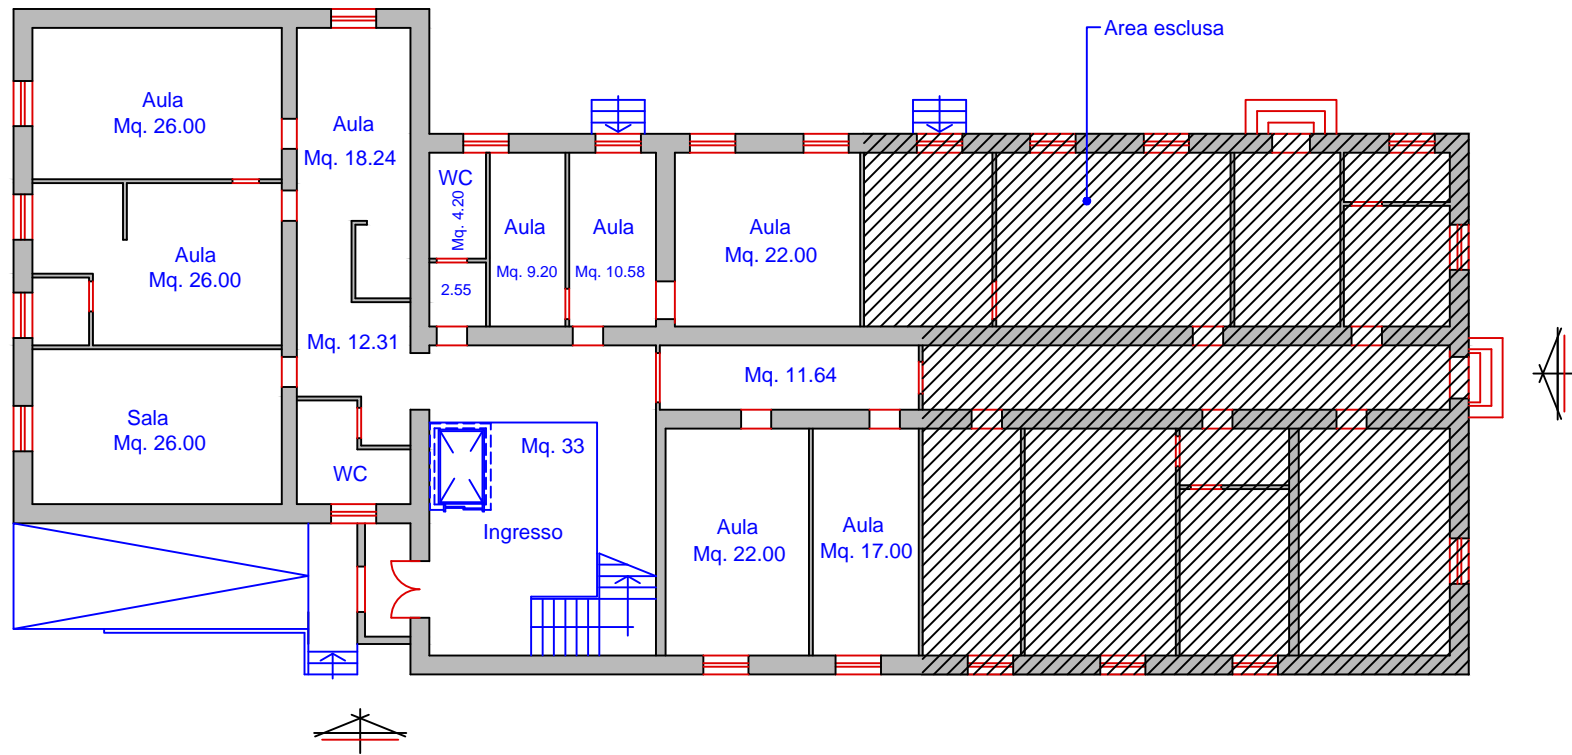 Area esclusa
Aula
Mq. 26.00
Aula
Mq. 18.24
WC
Mq. 4.20
Aula
Mq. 9.20
Aula
Mq. 10.58
Aula
Mq. 22.00
Aula
Mq. 26.00
2.55
Mq. 12.31
Mq. 11.64
Sala
Mq. 26.00
WC
Mq. 33
Ingresso
Aula
Mq. 22.00
Aula
Mq. 17.00